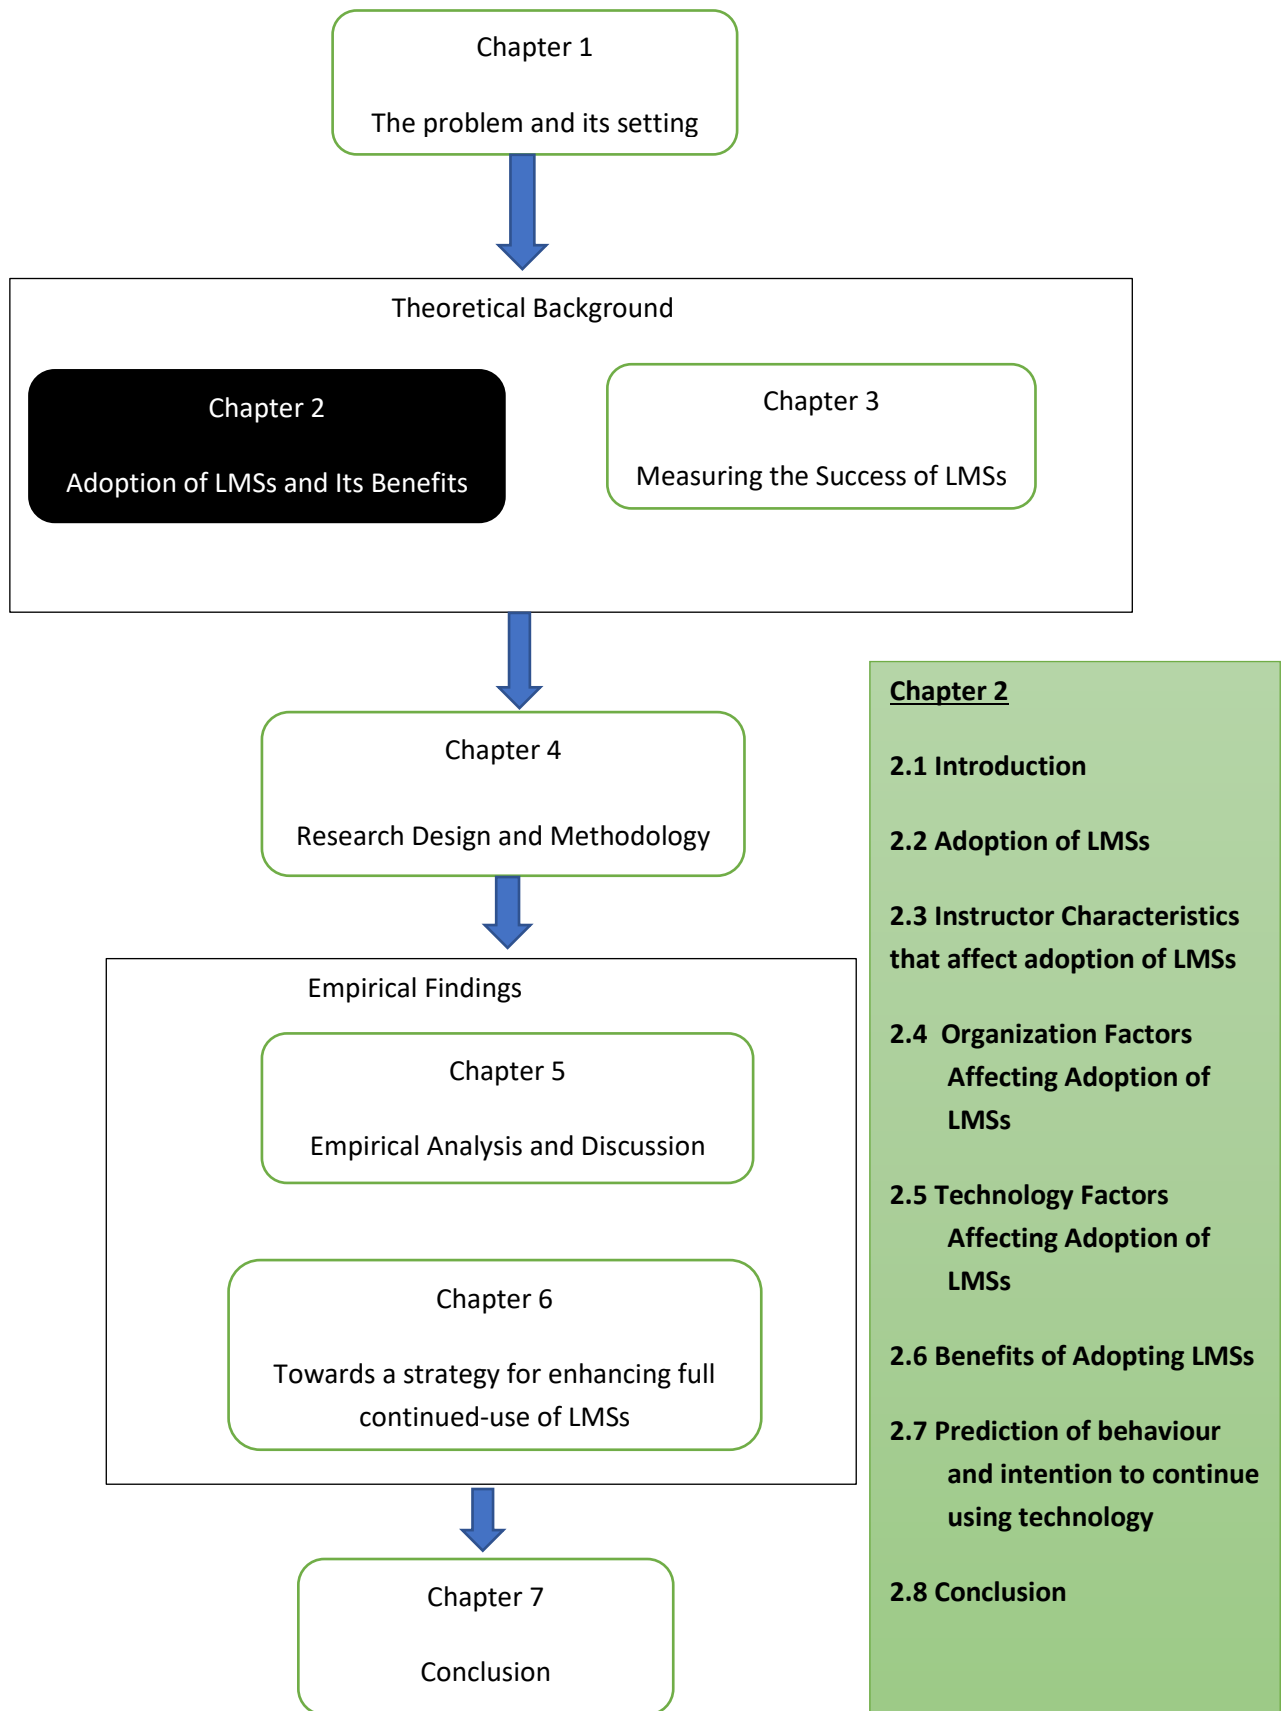 Chapter 1
The problem and its setting
Theoretical Background
Chapter 2
Adoption of LMSs and Its Benefits
Chapter 3
Measuring the Success of LMSs
Chapter 4
Research Design and Methodology
Empirical Findings
Chapter 5
Empirical Analysis and Discussion
Chapter 6
Towards a strategy for enhancing full
continued-use of LMSs
Chapter 7
Conclusion
Chapter 2
2.1 Introduction
2.2 Adoption of LMSs
2.3 Instructor Characteristics
that affect adoption of LMSs
2.4 Organization Factors
Affecting Adoption of
LMSs
2.5 Technology Factors
Affecting Adoption of
LMSs
2.6 Benefits of Adopting LMSs
2.7 Prediction of behaviour
and intention to continue
using technology
2.8 Conclusion